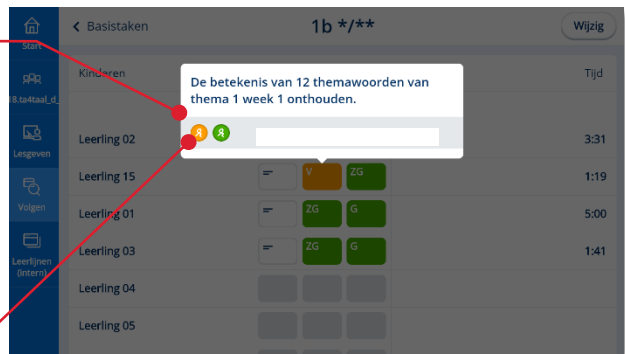 Start
18.ta4taal_d_
Lesgeven
Volgen
Leerlijnen
(intern)
Basistaken
1b */**
Wijzig
Kinderen
Tijd
De betekenis van 12 themawoorden van
thema 1 week 1 onthouden.
Leerling 02 3:31
Leerling 15 V ZG 1:19
Leerling 01 ZG G 5:00
Leerling 03 ZG G 1:41
Leerling 04
Leerling 05